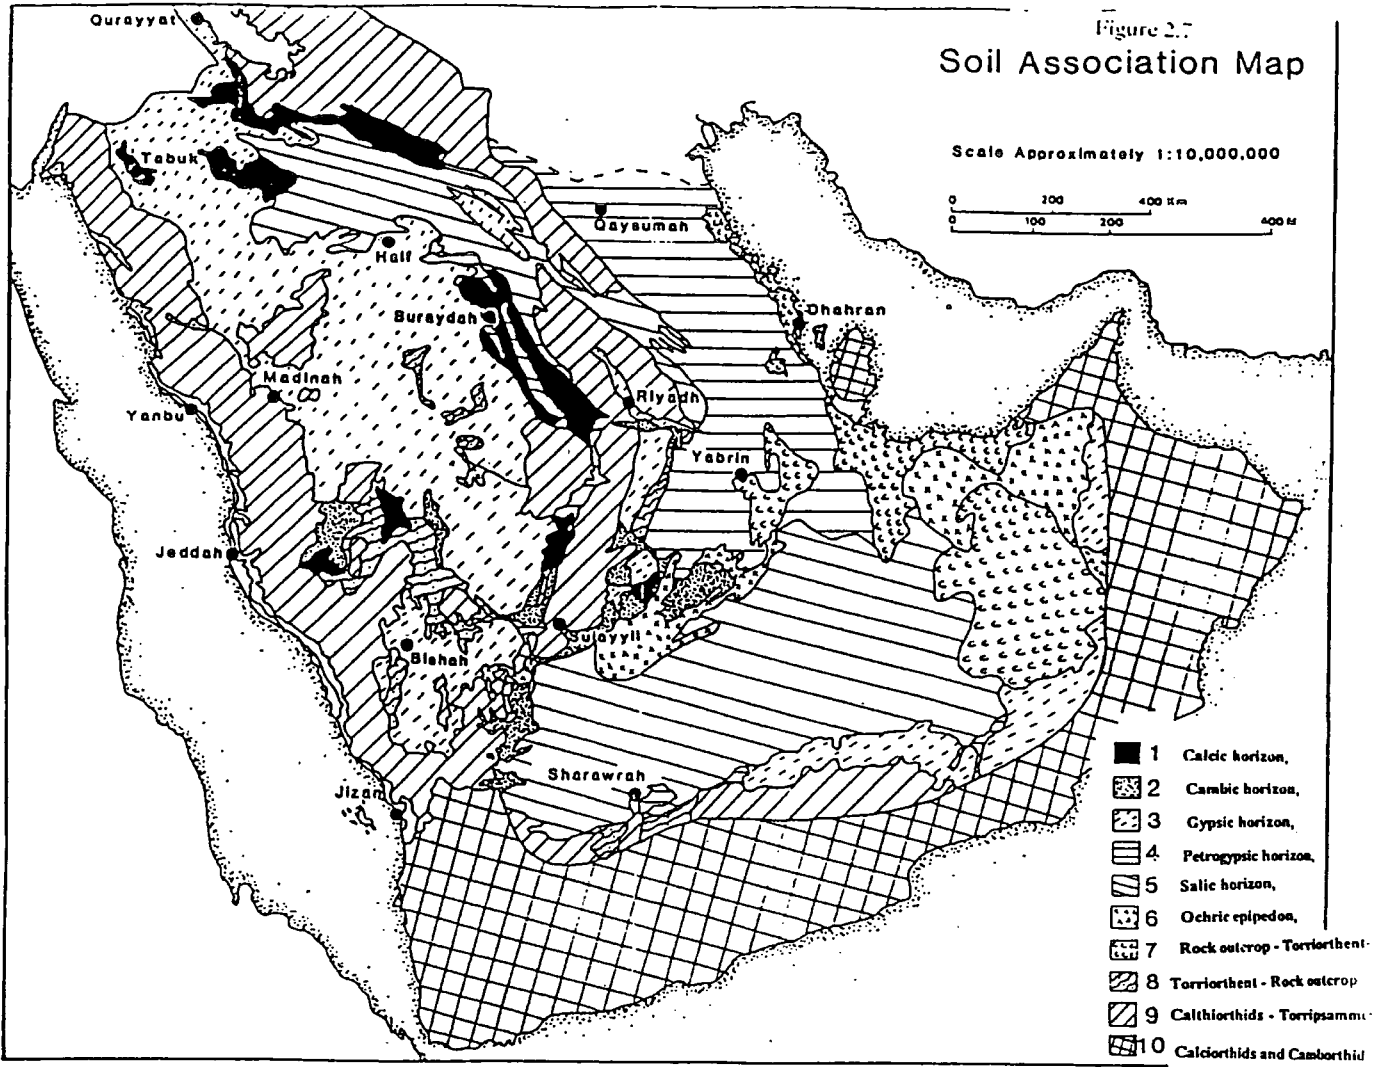 Figure 2.7
Soil Association Map
Scale Approximately 1:10,000,000
0 200 400 Km
0 100 200 400 M
Qurayyat
Tabuk
Hail
Qaysumah
Buraydah
Dhahran
Madinah
Yanbu
Riyadh
Yabrin
Jeddah
Sulayyil
Bishah
Sharawrah
Jizan
1 Calcic horizon,
2 Cambic horizon,
3 Gypsic horizon,
4 Petrogypsic horizon,
5 Salic horizon,
6 Ochric epipedon,
7 Rock outcrop - Torriorthent-
8 Torriorthent - Rock outcrop
9 Calthiorthids - Torripsamme
10 Calciorthids and Camborthid